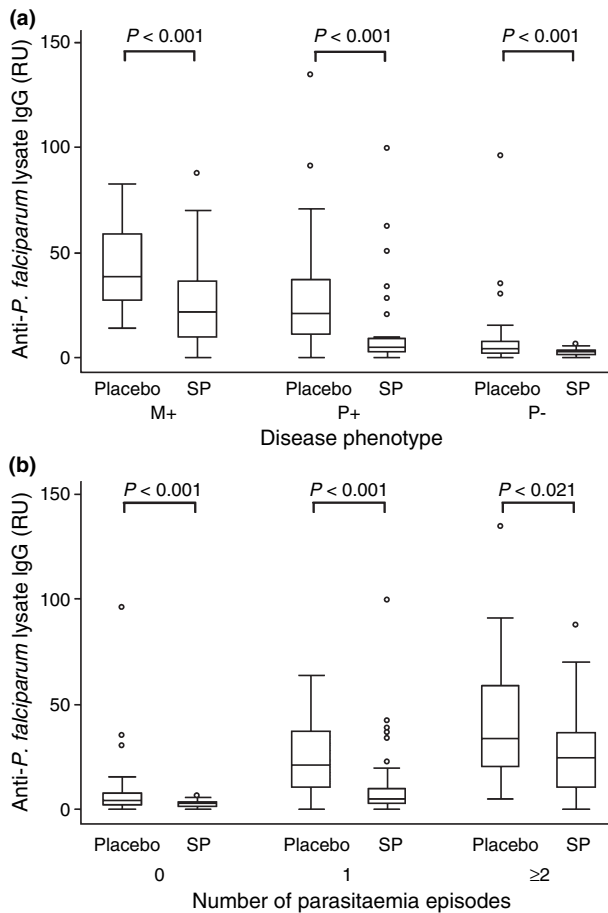 (a)
150
P < 0.001
P < 0.001
P < 0.001
100
50
0
Anti-P. falciparum lysate IgG (RU)
Placebo SP Placebo SP Placebo SP
M+ P+ P-
Disease phenotype
(b)
150
P < 0.001
P < 0.001
P < 0.021
100
50
0
Anti-P. falciparum lysate IgG (RU)
Placebo SP Placebo SP Placebo SP
0 1 ≥2
Number of parasitaemia episodes